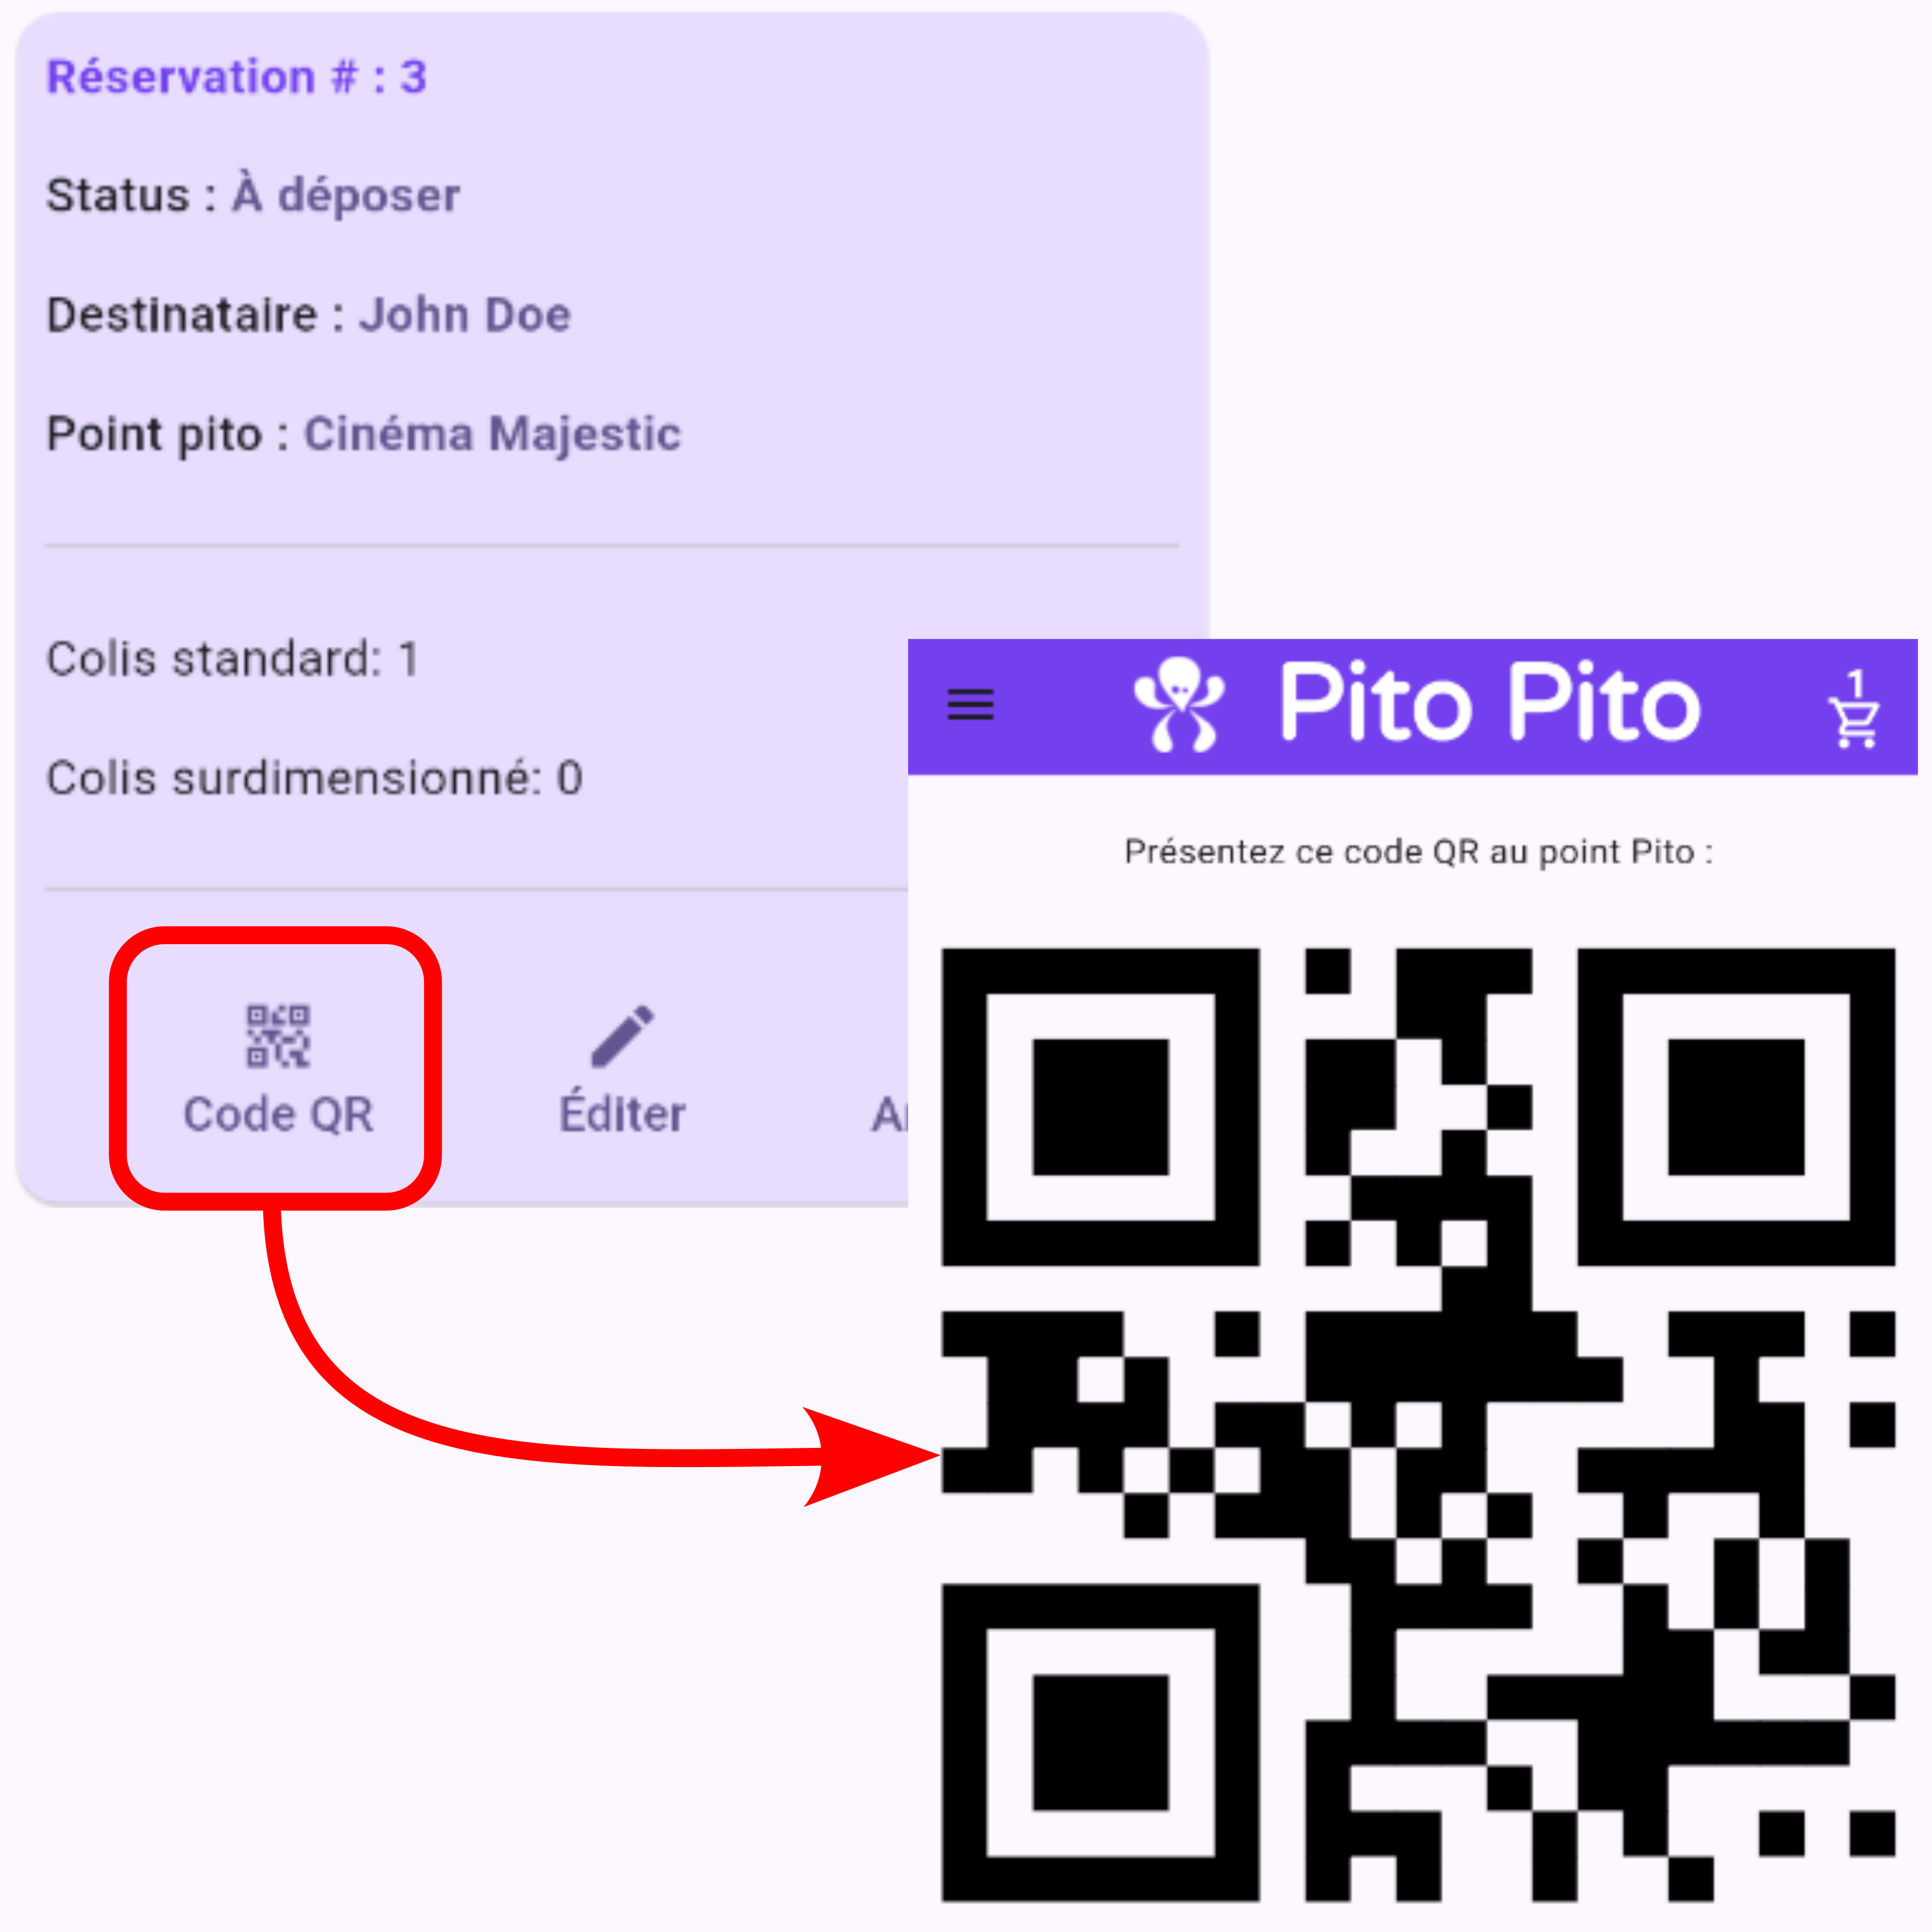 Réservation # : 3
Status : À déposer
Destinataire : John Doe
Point pito : Cinéma Majestic
Colis standard: 1
Colis surdimensionné: 0
Code QR
Éditer
Pito Pito
1
Présentez ce code QR au point Pito :